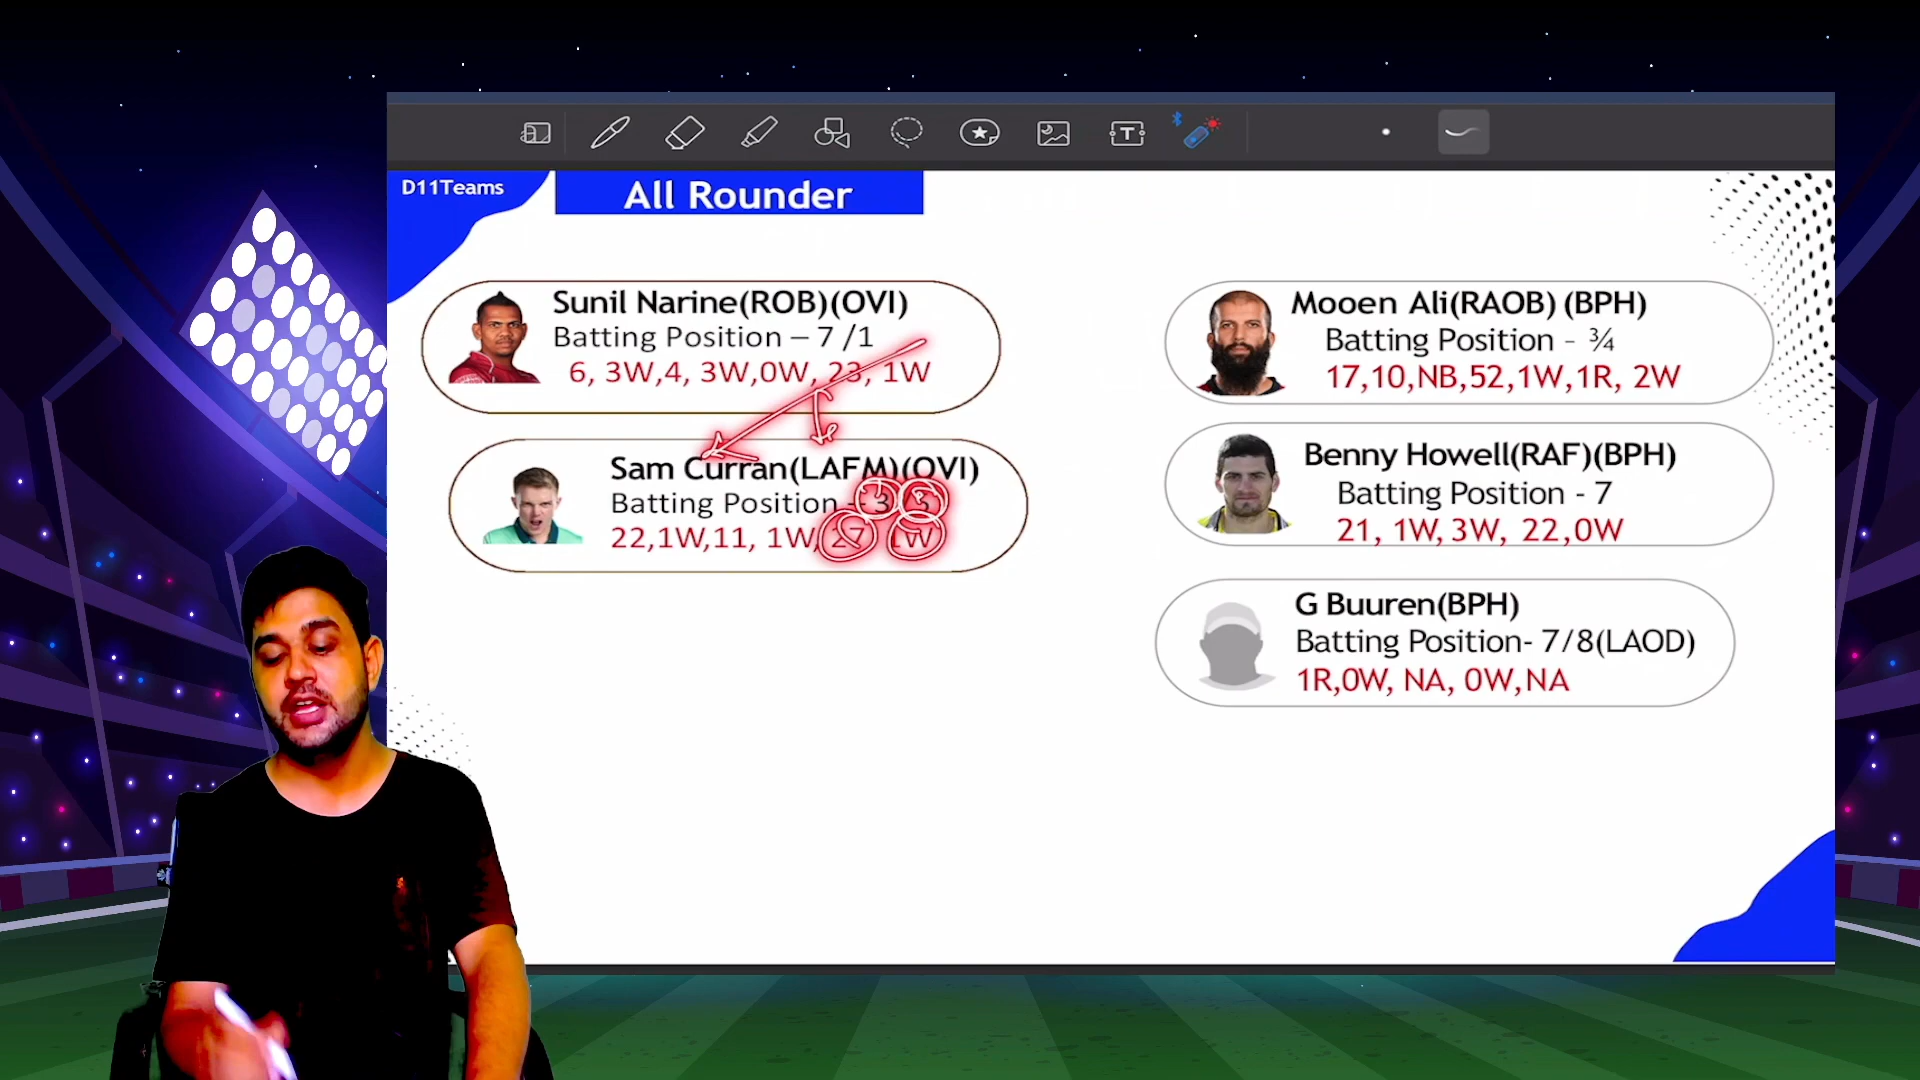 D11Teams
All Rounder
Sunil Narine(ROB)(OVI)
Batting Position – 7 /1
6, 3W,4, 3W,0W, 23, 1W
Sam Curran(LAFM)(OVI)
Batting Position – 3
22,1W,11, 1W, 27 1W
Mooen Ali(RAOB) (BPH)
Batting Position - ¾
17,10,NB,52,1W,1R, 2W
Benny Howell(RAF)(BPH)
Batting Position - 7
21, 1W, 3W, 22,0W
G Buuren(BPH)
Batting Position- 7/8(LAOD)
1R,0W, NA, 0W,NA